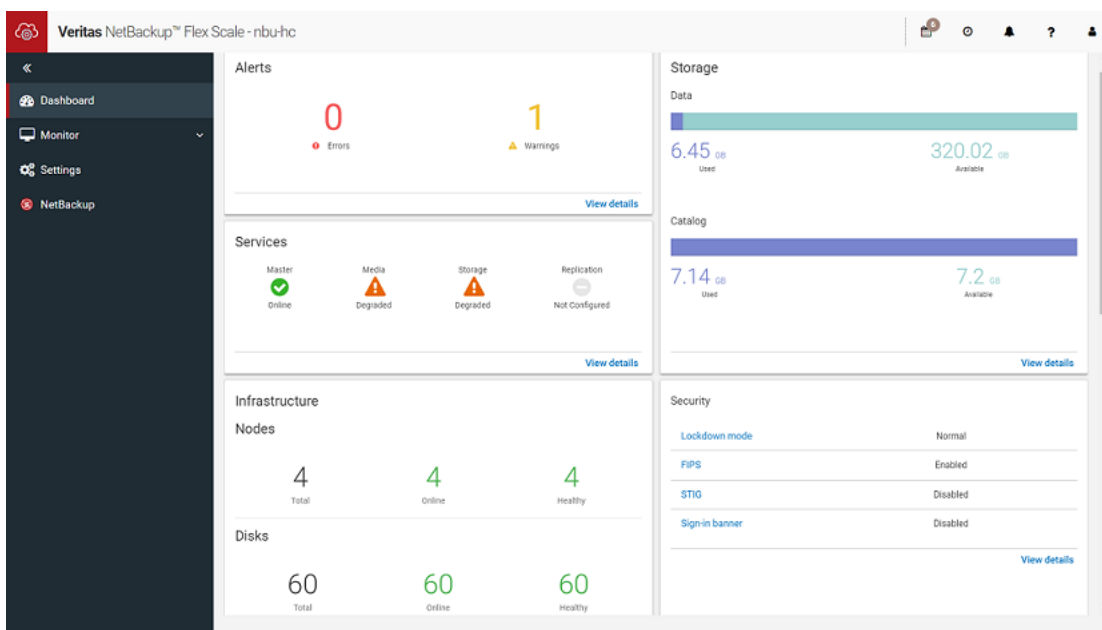 Veritas NetBackup™ Flex Scale - nbu-hc
6
?
Dashboard
Monitor
Settings
NetBackup
Alerts
0
Errors
1
Warnings
View details
Services
Master
Online
Media
Degraded
Storage
Degraded
Replication
Not Configured
View details
Infrastructure
Nodes
4
Total
4
Online
4
Healthy
Disks
60
Total
60
Online
60
Healthy
Storage
Data
6.45 GB
Used
320.02 GB
Available
Catalog
7.14 GB
Used
7.2 GB
Available
View details
Security
Lockdown mode Normal
FIPS Enabled
STIG Disabled
Sign-in banner Disabled
View details